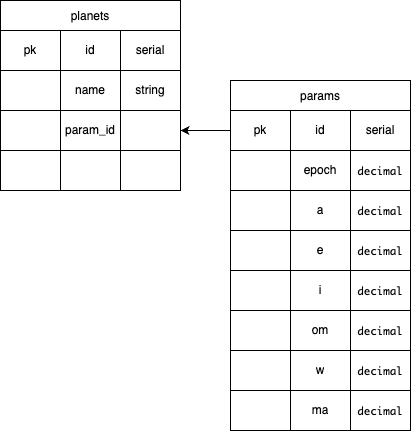 planets
pk id serial
name string
param_id
params
pk id serial
epoch decimal
a decimal
e decimal
i decimal
om decimal
w decimal
ma decimal